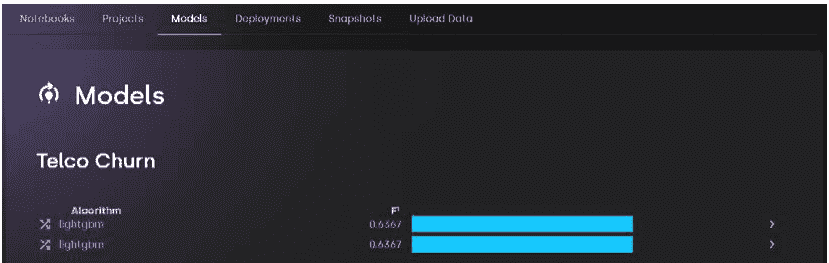 Notebooks Projects Models Deployments Snapshots Upload Data
Models
Telco Churn
Algorithm F1
lightgbm 0.6367
lightgbm 0.6367